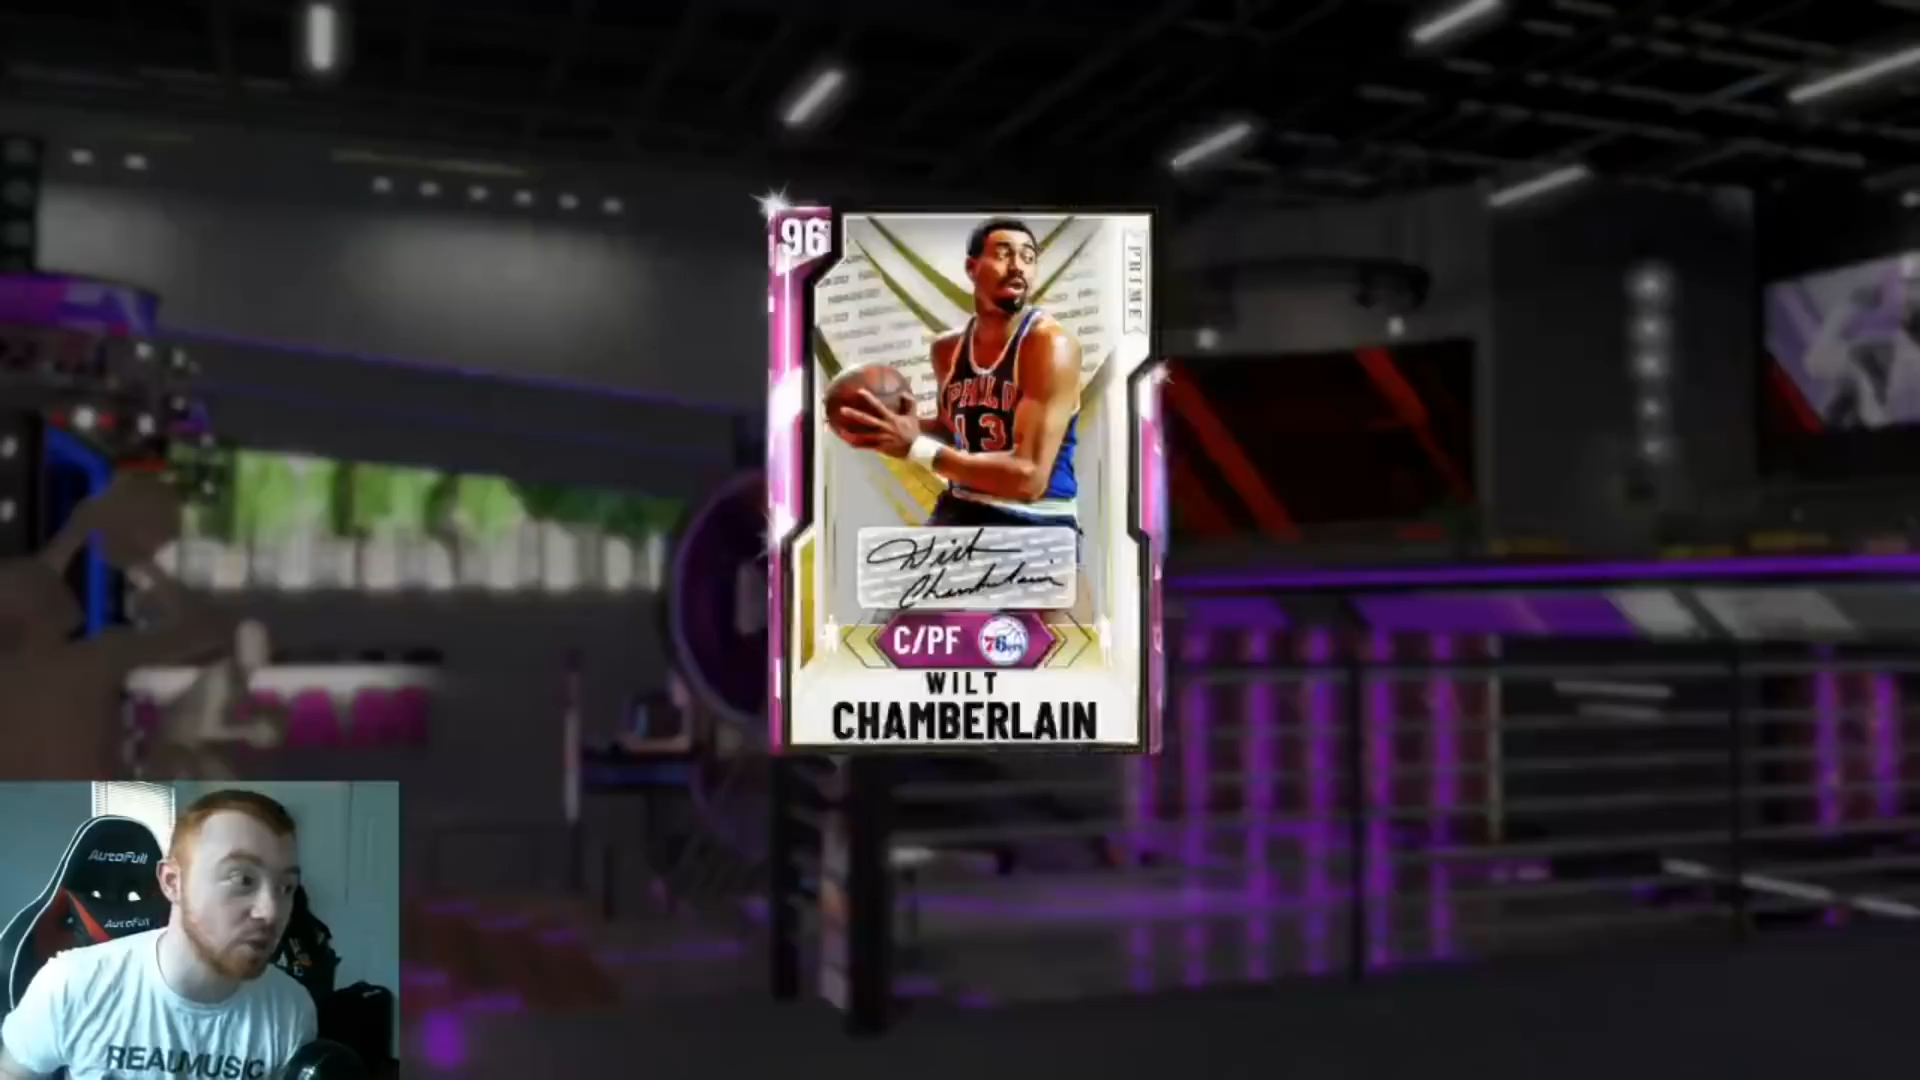 96
PRIME
PHILA
13
Wilt
Chamberlain
C/PF
76ers
WILT
CHAMBERLAIN
AutoFull
AutoFull
REALMUSIC